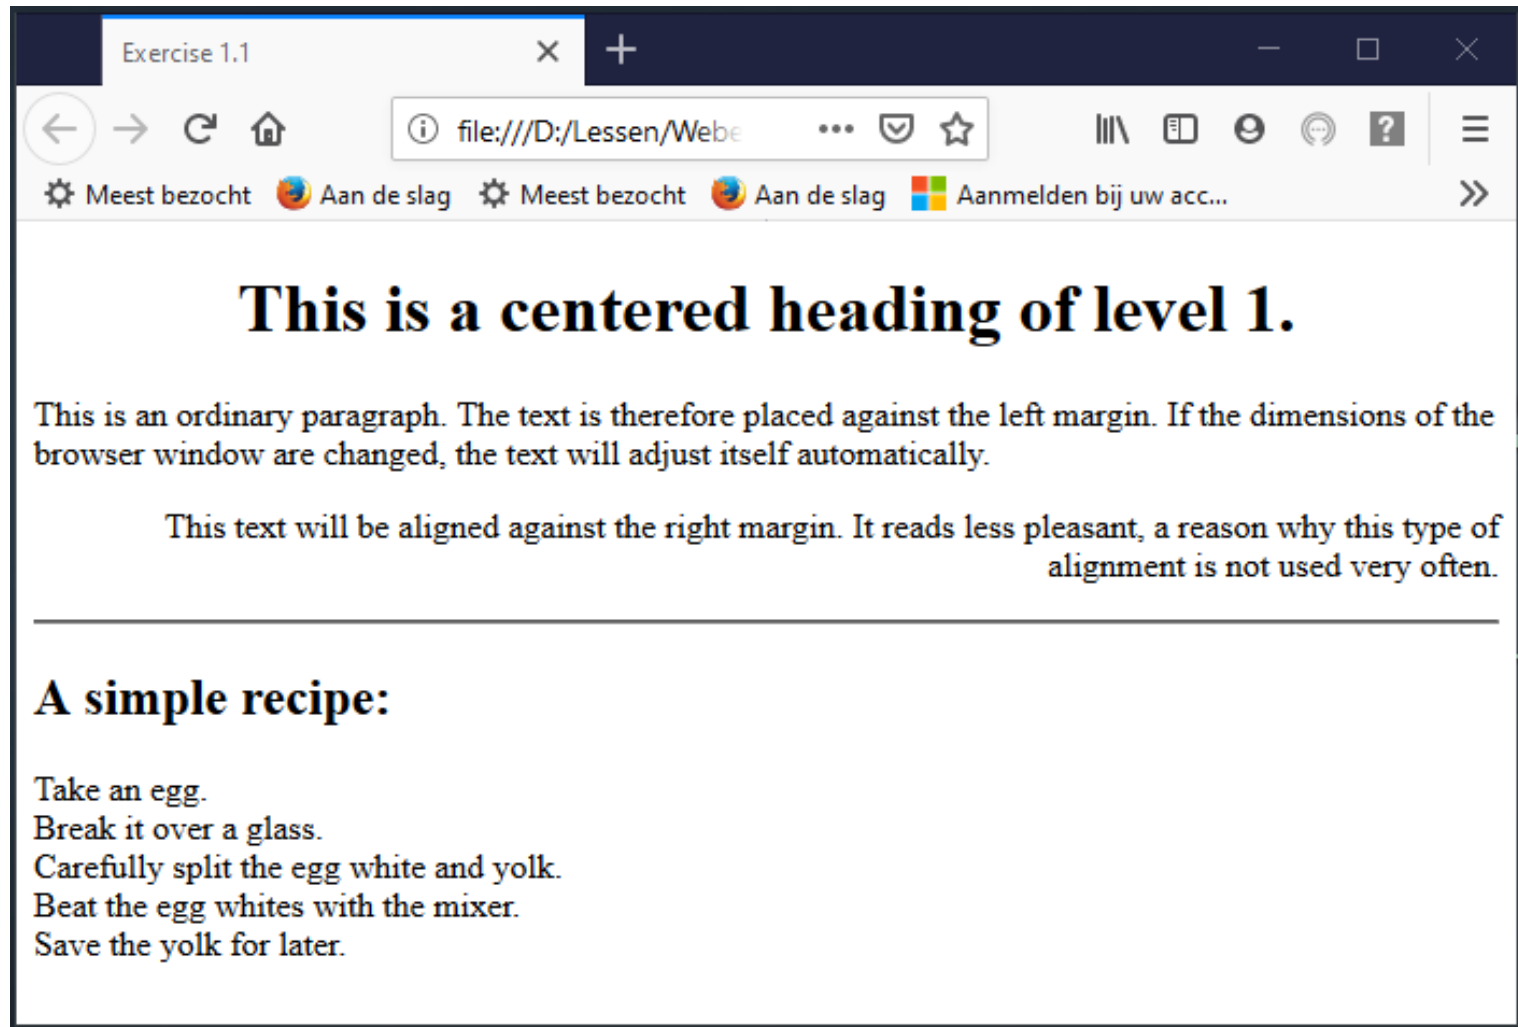 Exercise 1.1
file:///D:/Lessen/Webe
Meest bezocht Aan de slag Meest bezocht Aan de slag Aanmelden bij uw acc...
This is a centered heading of level 1.
This is an ordinary paragraph. The text is therefore placed against the left margin. If the dimensions of the
browser window are changed, the text will adjust itself automatically.
This text will be aligned against the right margin. It reads less pleasant, a reason why this type of
alignment is not used very often.
A simple recipe:
Take an egg.
Break it over a glass.
Carefully split the egg white and yolk.
Beat the egg whites with the mixer.
Save the yolk for later.